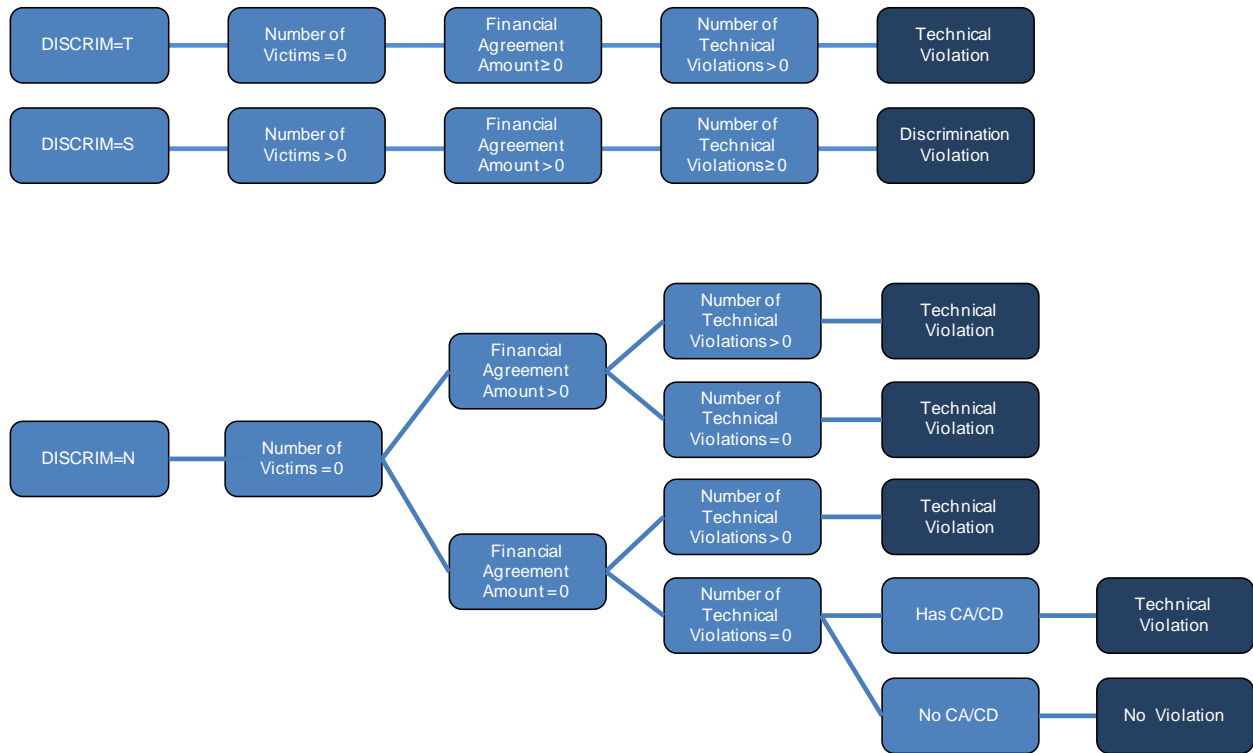 DISCRIM=T
Number of
Victims = 0
Financial
Agreement
Amount ≥ 0
Number of
Technical
Violations > 0
Technical
Violation
DISCRIM=S
Number of
Victims > 0
Financial
Agreement
Amount > 0
Number of
Technical
Violations ≥ 0
Discrimination
Violation
DISCRIM=N
Number of
Victims = 0
Financial
Agreement
Amount > 0
Number of
Technical
Violations > 0
Technical
Violation
Number of
Technical
Violations = 0
Technical
Violation
Financial
Agreement
Amount = 0
Number of
Technical
Violations > 0
Technical
Violation
Number of
Technical
Violations = 0
Has CA/CD
Technical
Violation
No CA/CD
No Violation